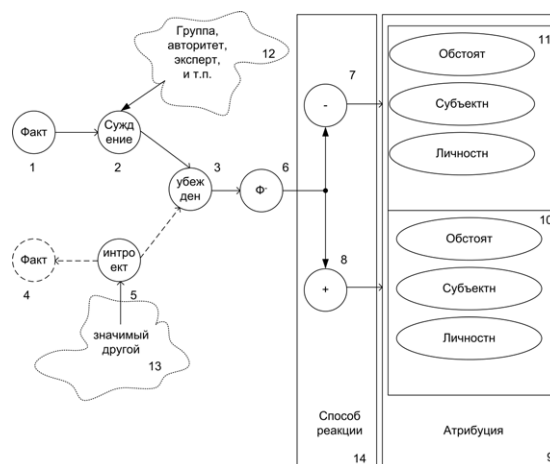 Группа,
авторитет,
эксперт,
и т.п.
12
11
Обстоят
7
-
Субъектн
Факт
1
Сужд
ение
2
Личностн
3
6
убеж
ден
Ф-
10
Обстоят
8
+
Субъектн
Факт
4
интро
ект
5
Личностн
значимый
другой
13
Способ
реакции
14
Атрибуция
9